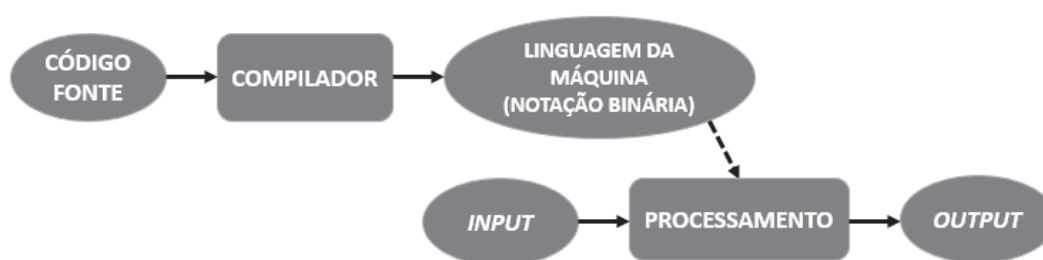 CÓDIGO
FONTE
COMPILADOR
LINGUAGEM DA
MÁQUINA
(NOTAÇÃO BINÁRIA)
INPUT
PROCESSAMENTO
OUTPUT